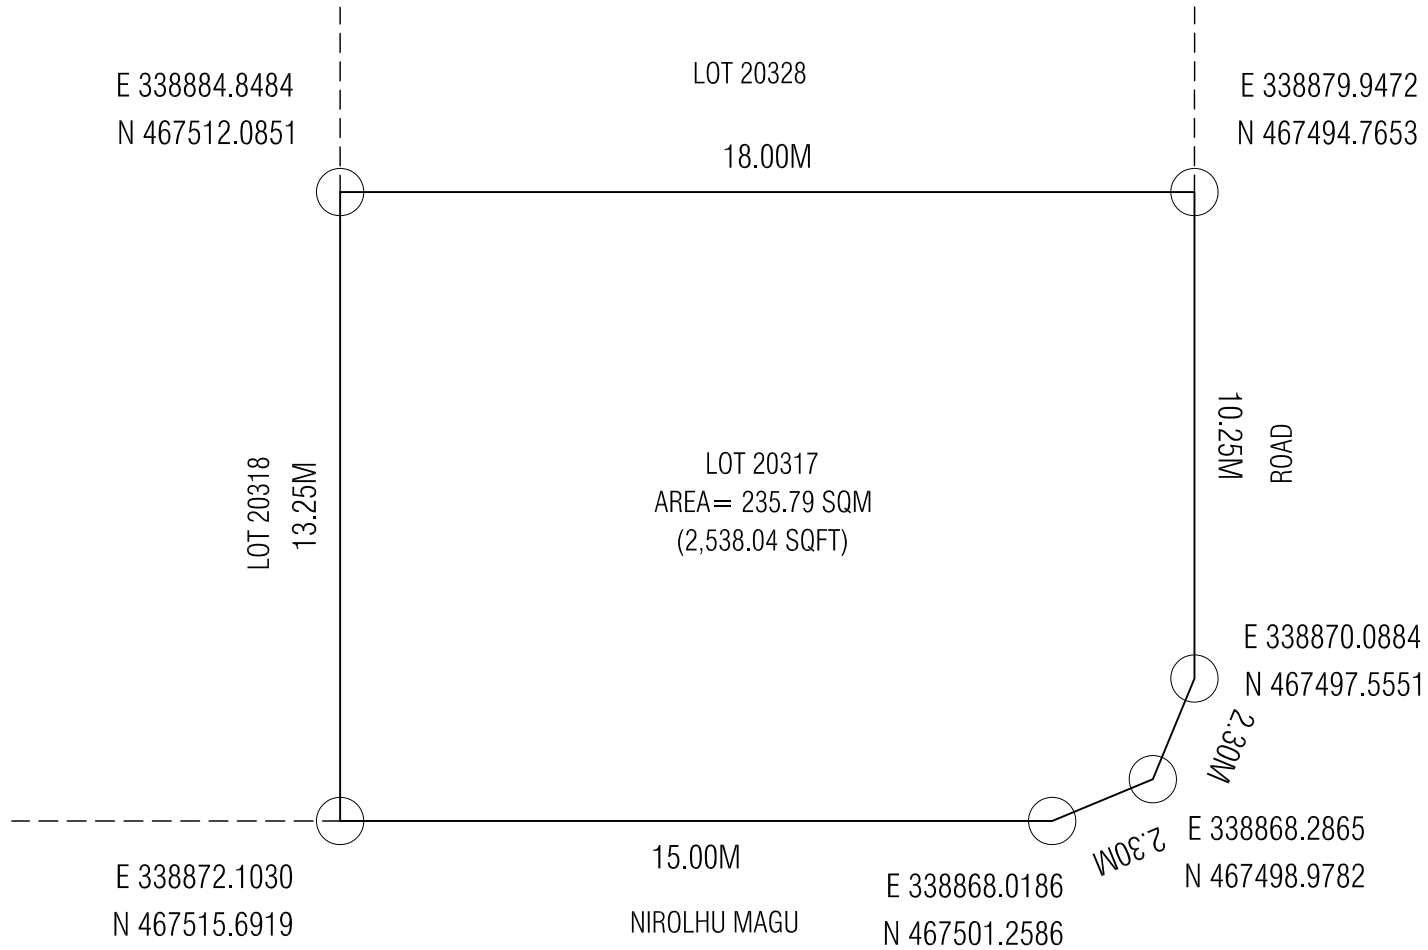 LOT 20328
E 338884.8484
N 467512.0851
E 338879.9472
N 467494.7653
18.00M
LOT 20318
13.25M
LOT 20317
AREA= 235.79 SQM
(2,538.04 SQFT)
10.25M
ROAD
E 338870.0884
N 467497.5551
2.30M
2.30M
E 338868.2865
N 467498.9782
15.00M
E 338872.1030
N 467515.6919
E 338868.0186
N 467501.2586
NIROLHU MAGU